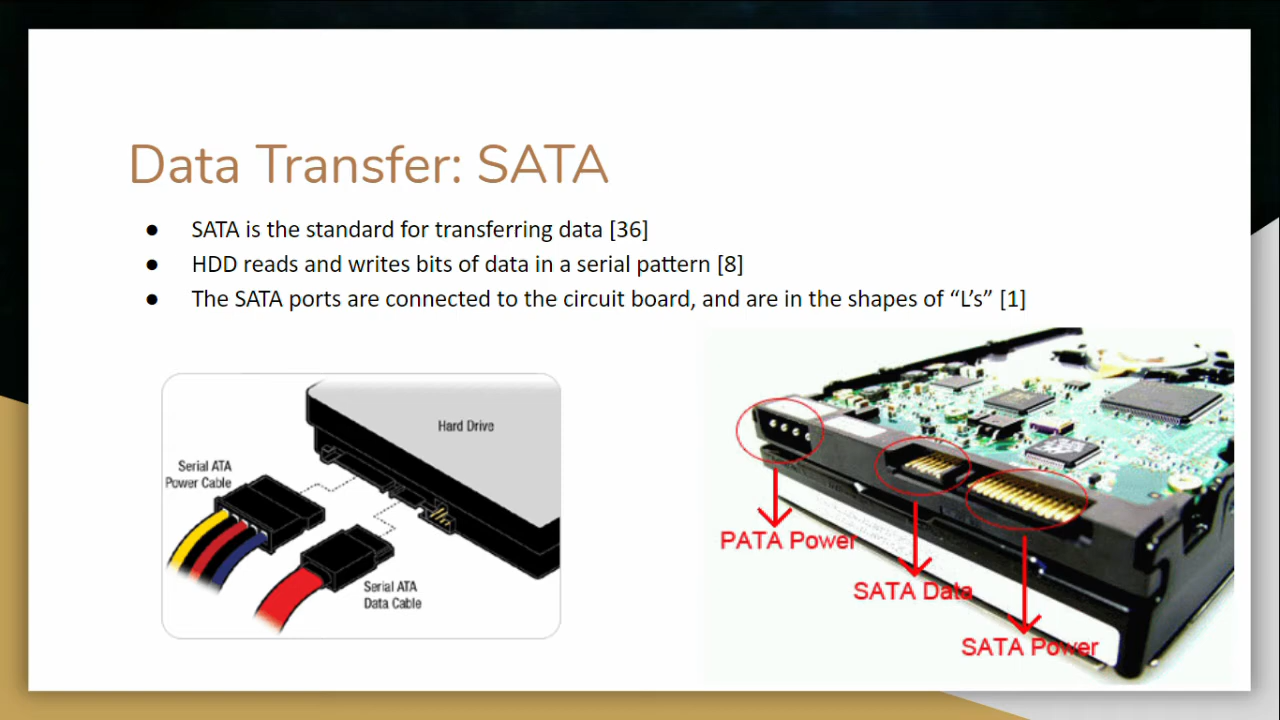 Data Transfer: SATA
● SATA is the standard for transferring data [36]
● HDD reads and writes bits of data in a serial pattern [8]
● The SATA ports are connected to the circuit board, and are in the shapes of “L’s” [1]
Hard Drive
Serial ATA
Power Cable
Serial ATA
Data Cable
PATA Power
SATA Data
SATA Power